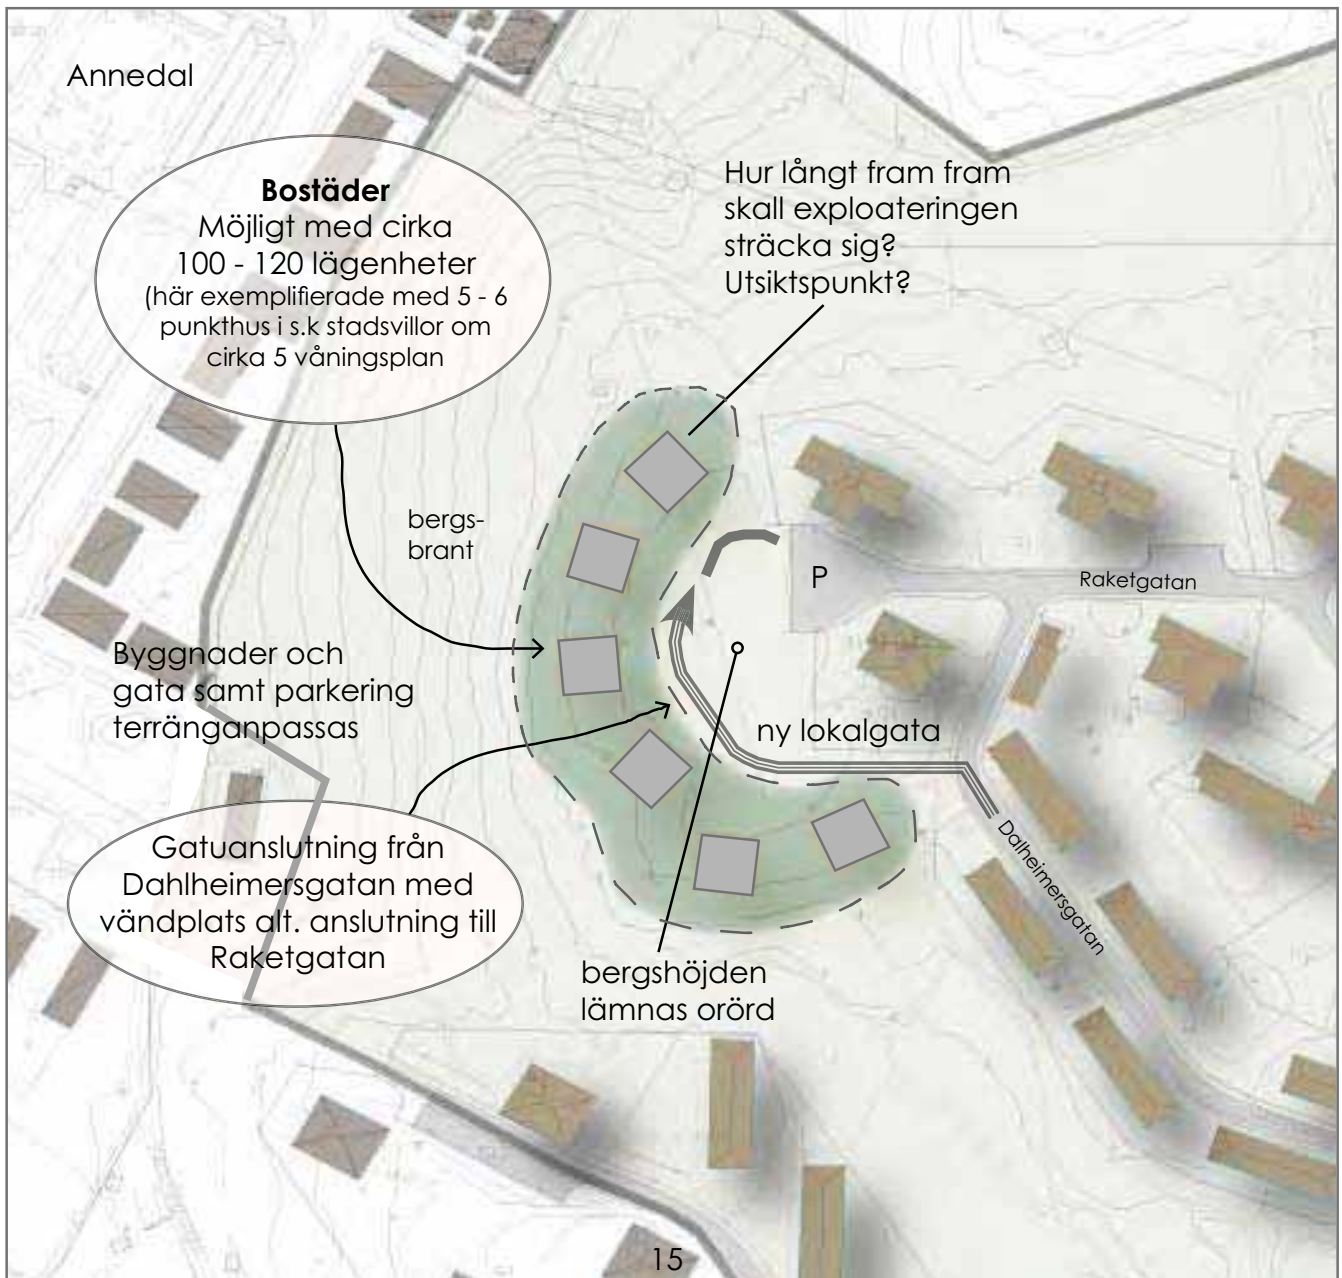 Annedal
Bostäder
Möjligt med cirka
100 - 120 lägenheter
(här exemplifierade med 5 - 6
punkthus i s.k stadsvillor om
cirka 5 våningsplan
Hur långt fram fram
skall exploateringen
sträcka sig?
Utsiktspunkt?
bergs-
brant
P
Raketgatan
Byggnader och
gata samt parkering
terränganpassas
ny lokalgata
Dalheimersgatan
Gatuanslutning från
Dahlheimersgatan med
vändplats alt. anslutning till
Raketgatan
bergshöjden
lämnas orörd
15